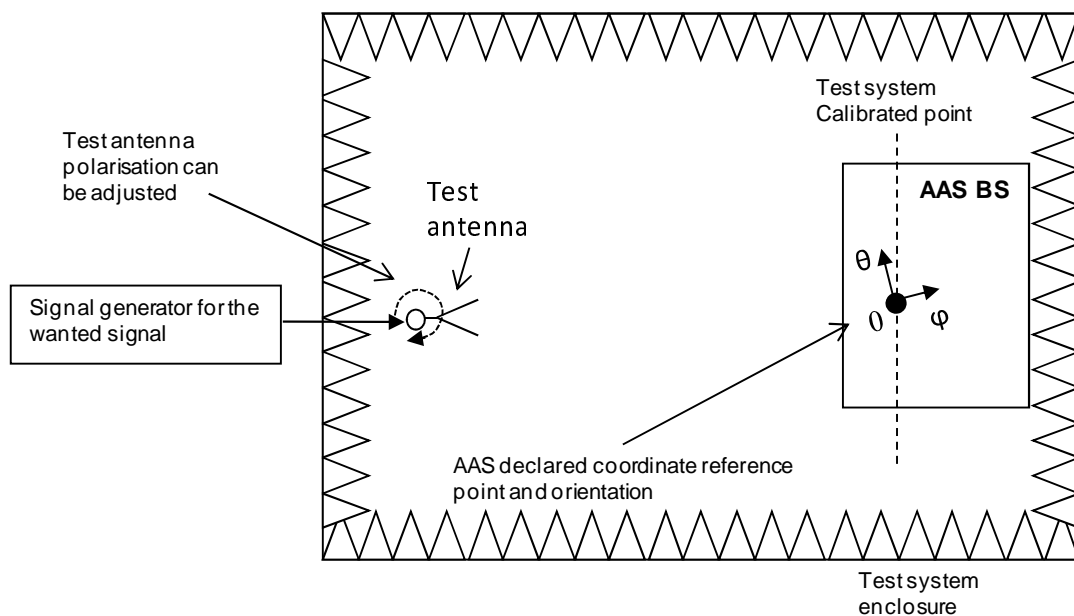 Test system
Calibrated point
Test antenna
polarisation can
be adjusted
AAS BS
Test
antenna
θ
0
φ
Signal generator for the
wanted signal
AAS declared coordinate reference
point and orientation
Test system
enclosure